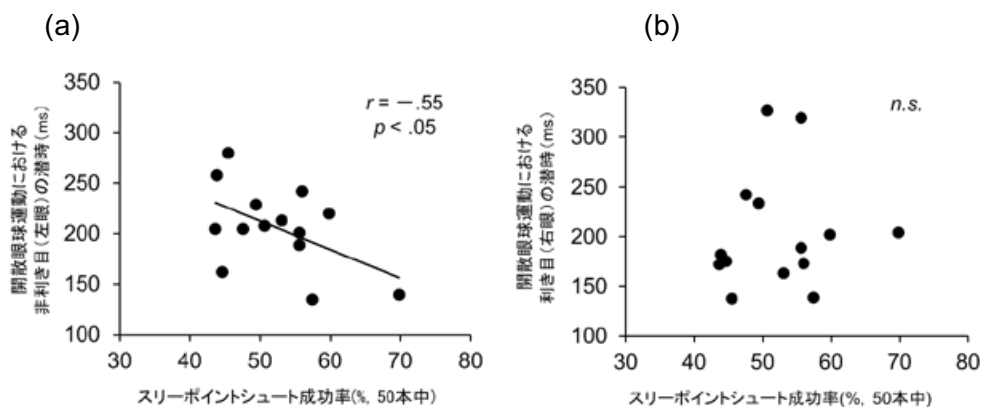 (a)
(b)
開散眼球運動における
非利き目(左眼)の潜時(ms)
350
300
250
200
150
100
r = －.55
p < .05
30 40 50 60 70 80
スリーポイントシュート成功率(%, 50本中)
開散眼球運動における
利き目(右眼)の潜時(ms)
350
300
250
200
150
100
n.s.
30 40 50 60 70 80
スリーポイントシュート成功率(%, 50本中)